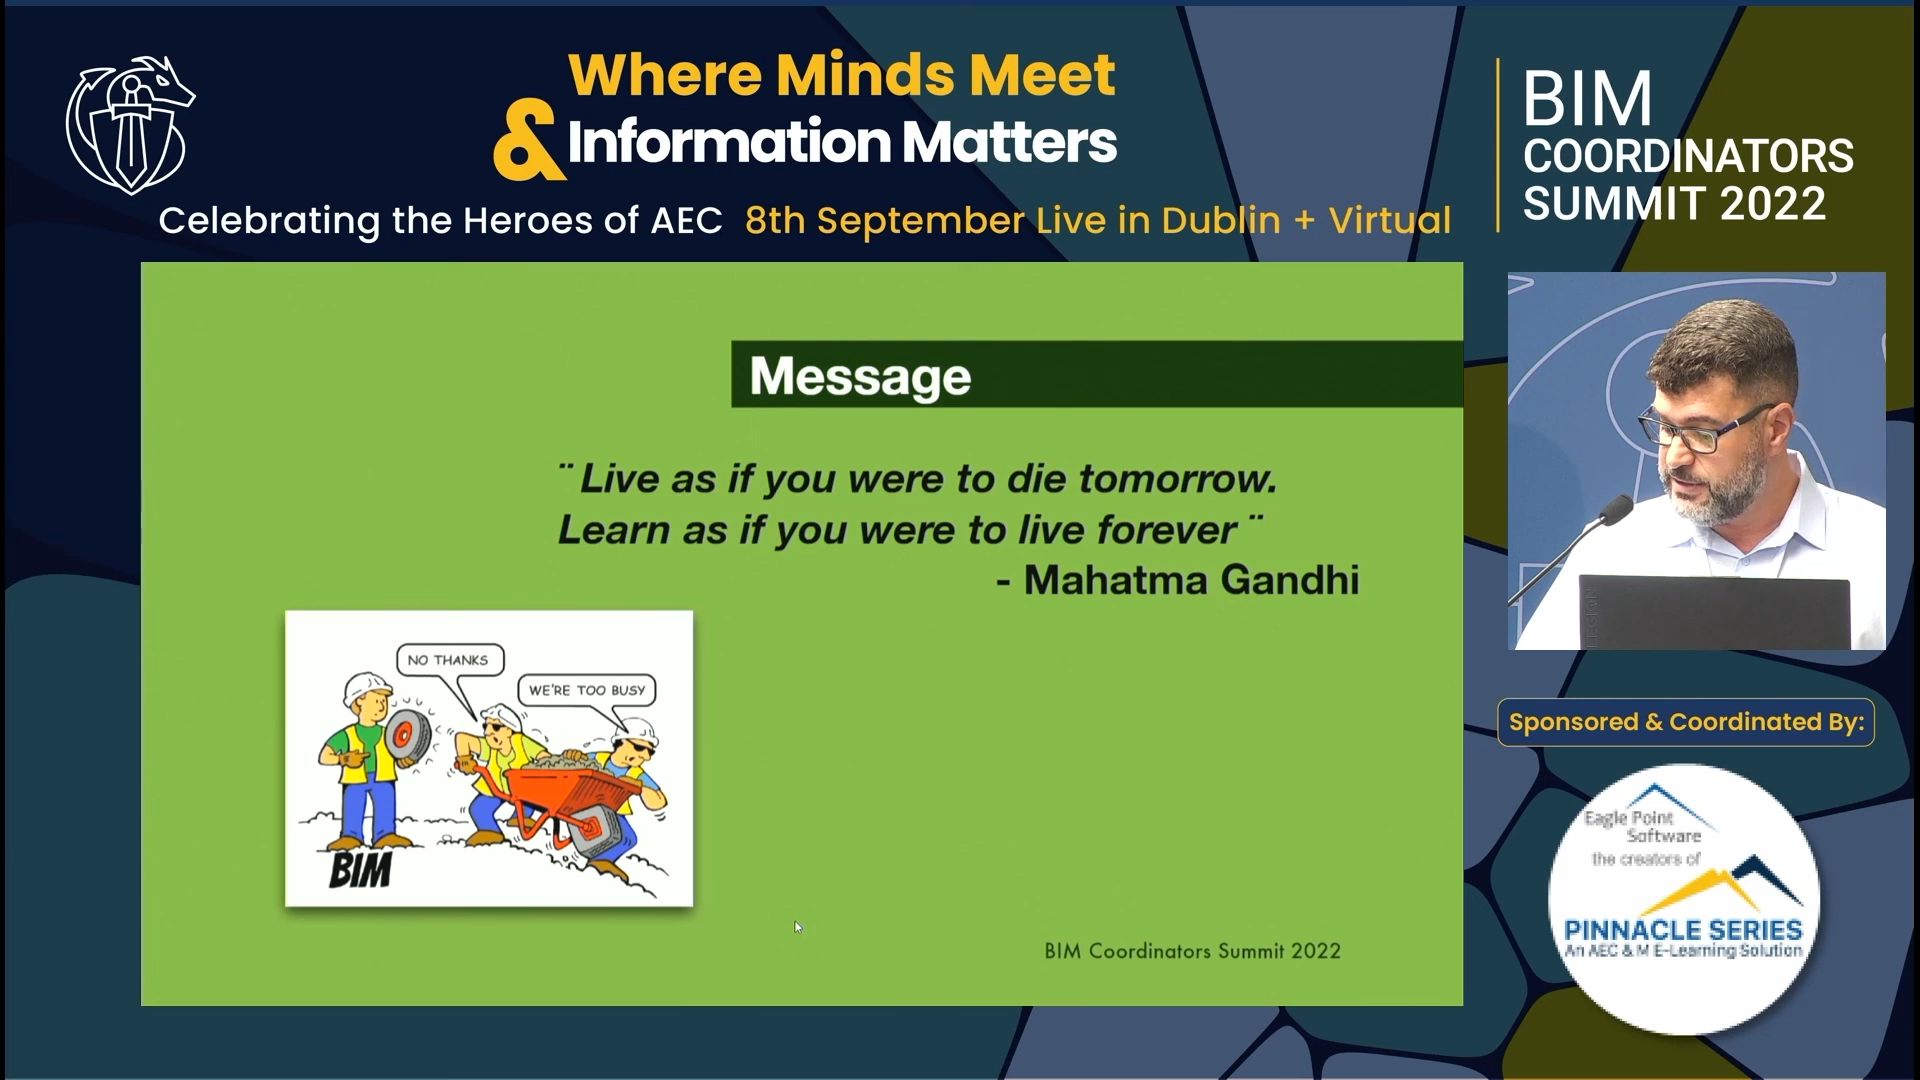 Where Minds Meet
& Information Matters
Celebrating the Heroes of AEC 8th September Live in Dublin + Virtual
BIM
COORDINATORS
SUMMIT 2022
Message
¨Live as if you were to die tomorrow.
Learn as if you were to live forever¨
- Mahatma Gandhi
NO THANKS
WE'RE TOO BUSY
BIM
BIM Coordinators Summit 2022
Sponsored & Coordinated By:
Eagle Point
Software
the creators of
PINNACLE SERIES
An AEC & M E-Learning Solution